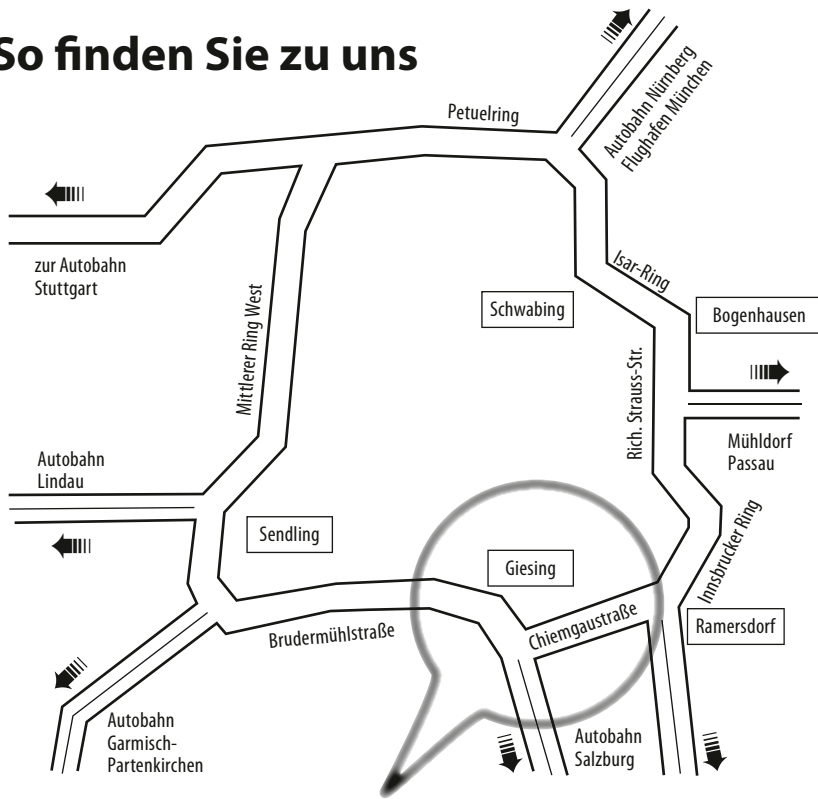 So finden Sie zu uns
Petuelring
Autobahn Nürnberg
Flughafen München
zur Autobahn
Stuttgart
Isar-Ring
Schwabing
Bogenhausen
Mittlerer Ring West
Rich. Strauss-Str.
Mühldorf
Passau
Autobahn
Lindau
Sendling
Innsbrucker Ring
Giesing
Chiemgaustraße
Ramersdorf
Brudermühlstraße
Autobahn
Garmisch-
Partenkirchen
Autobahn
Salzburg